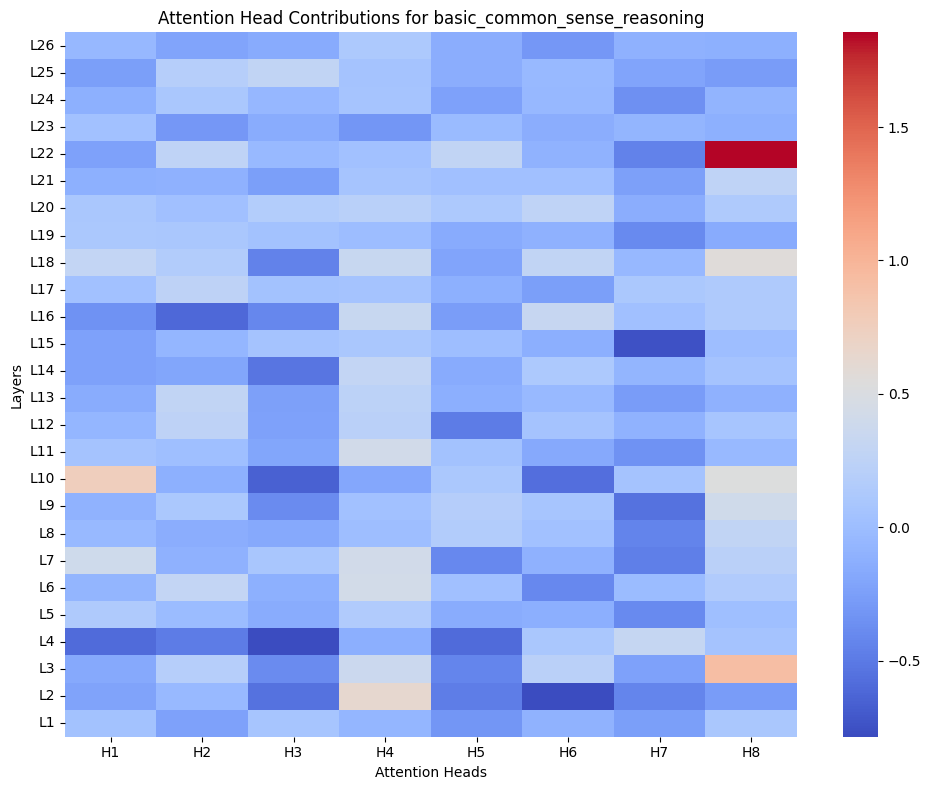 Attention Head Contributions for basic_common_sense_reasoning
Layers
L26
L25
L24
L23
L22
L21
L20
L19
L18
L17
L16
L15
L14
L13
L12
L11
L10
L9
L8
L7
L6
L5
L4
L3
L2
L1
H1 H2 H3 H4 H5 H6 H7 H8
Attention Heads
1.5
1.0
0.5
0.0
−0.5